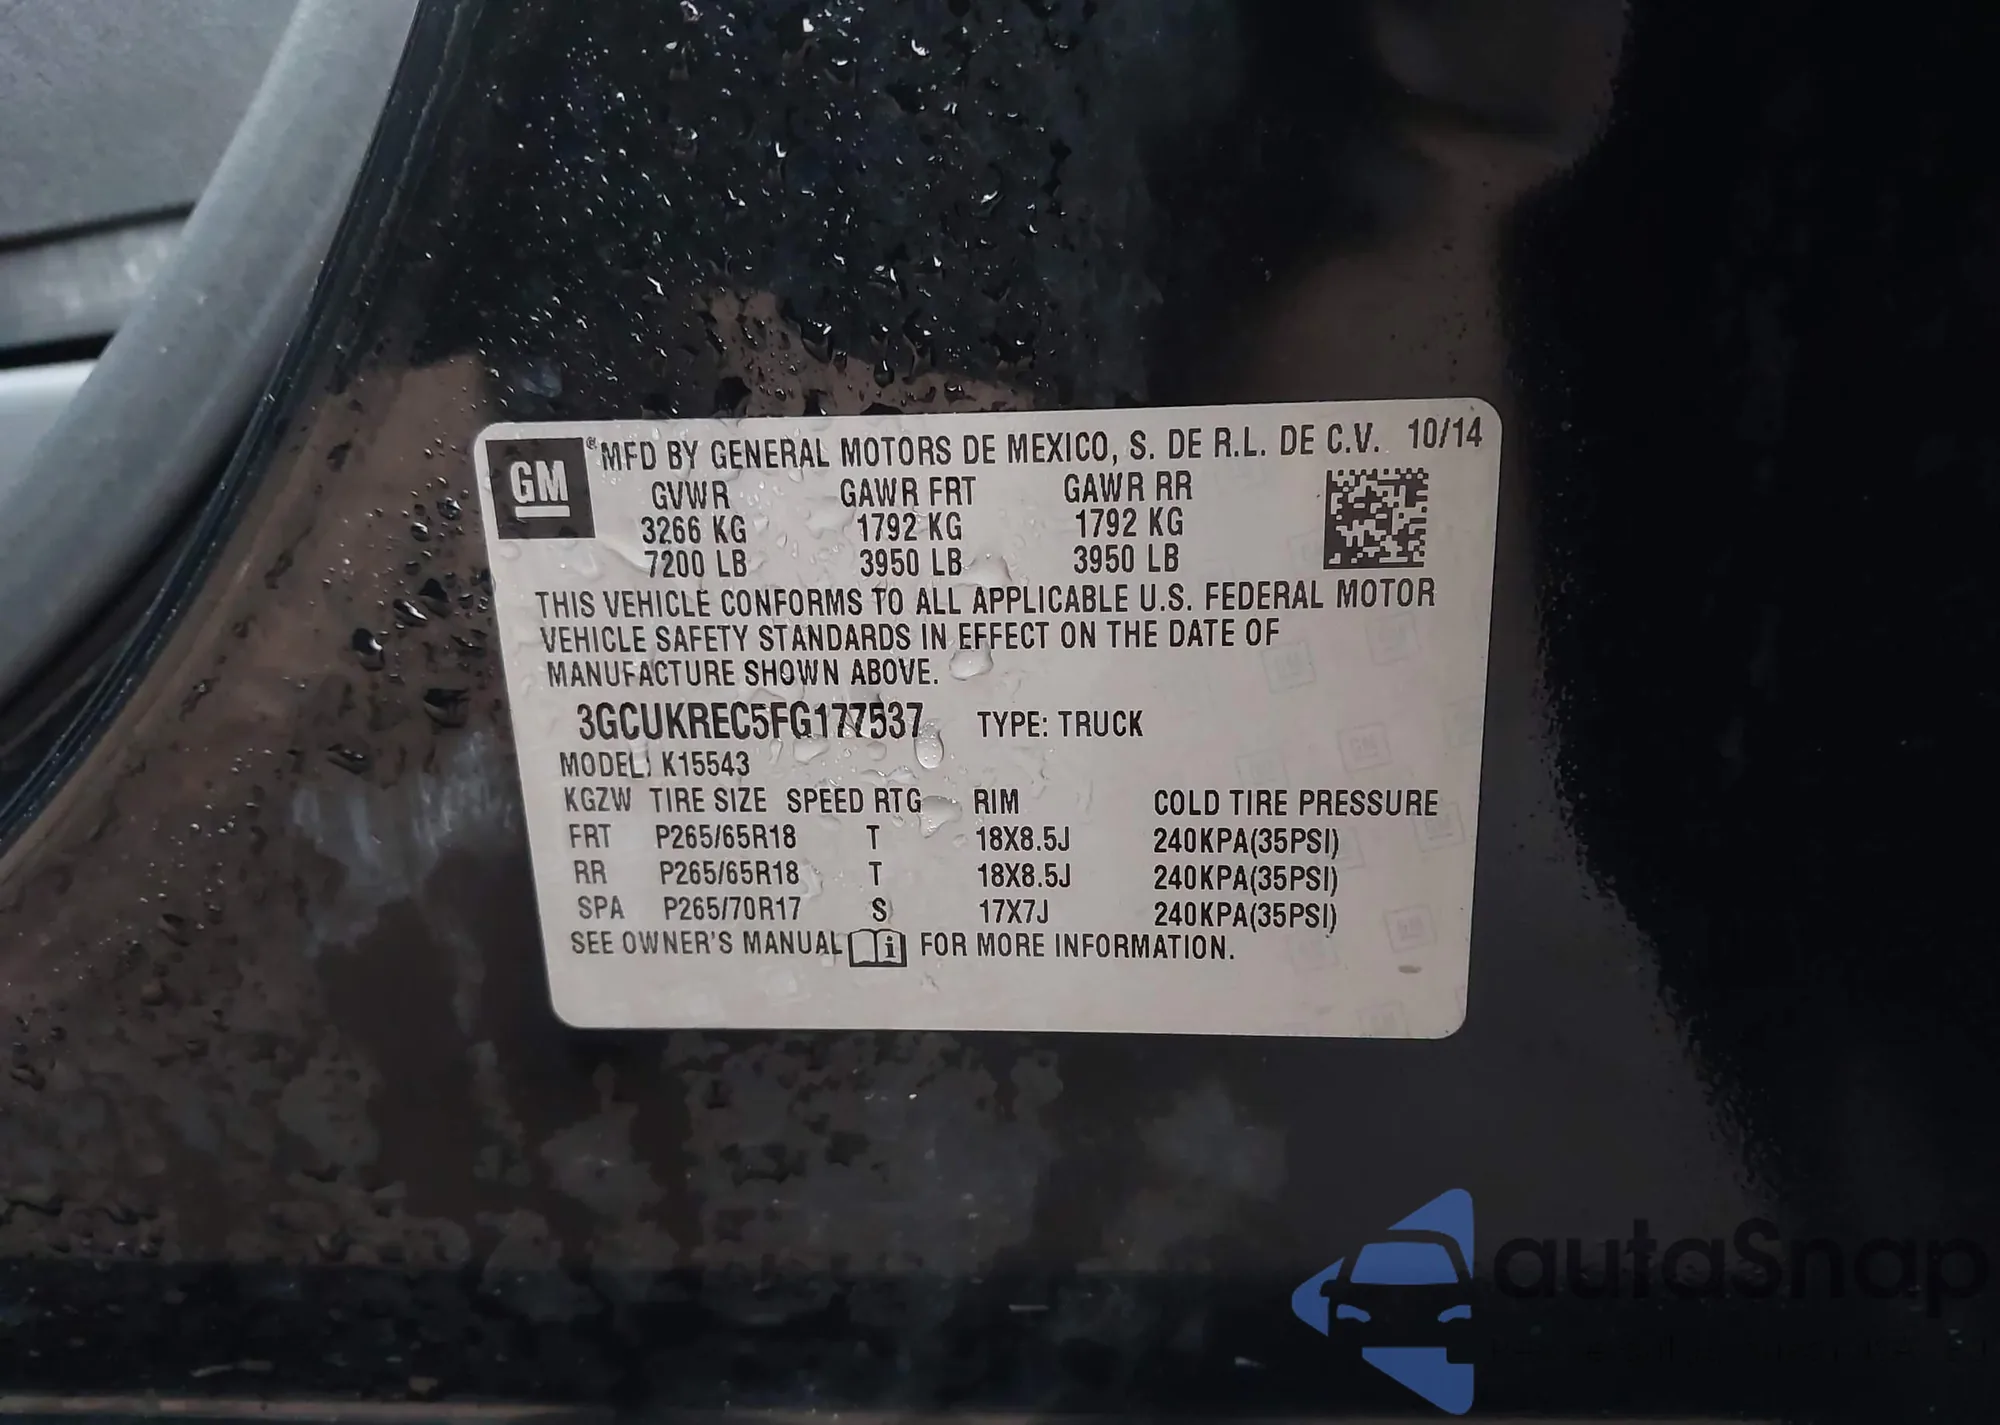 GM
® MFD BY GENERAL MOTORS DE MEXICO, S. DE R.L. DE C.V. 10/14
GVWR GAWR FRT GAWR RR
3266 KG 1792 KG 1792 KG
7200 LB 3950 LB 3950 LB
THIS VEHICLE CONFORMS TO ALL APPLICABLE U.S. FEDERAL MOTOR
VEHICLE SAFETY STANDARDS IN EFFECT ON THE DATE OF
MANUFACTURE SHOWN ABOVE.
3GCUKREC5FG177537 TYPE: TRUCK
MODEL: K15543
KGZW TIRE SIZE SPEED RTG RIM COLD TIRE PRESSURE
FRT P265/65R18 T 18X8.5J 240KPA(35PSI)
RR P265/65R18 T 18X8.5J 240KPA(35PSI)
SPA P265/70R17 S 17X7J 240KPA(35PSI)
SEE OWNER'S MANUAL i FOR MORE INFORMATION.
autoSnap